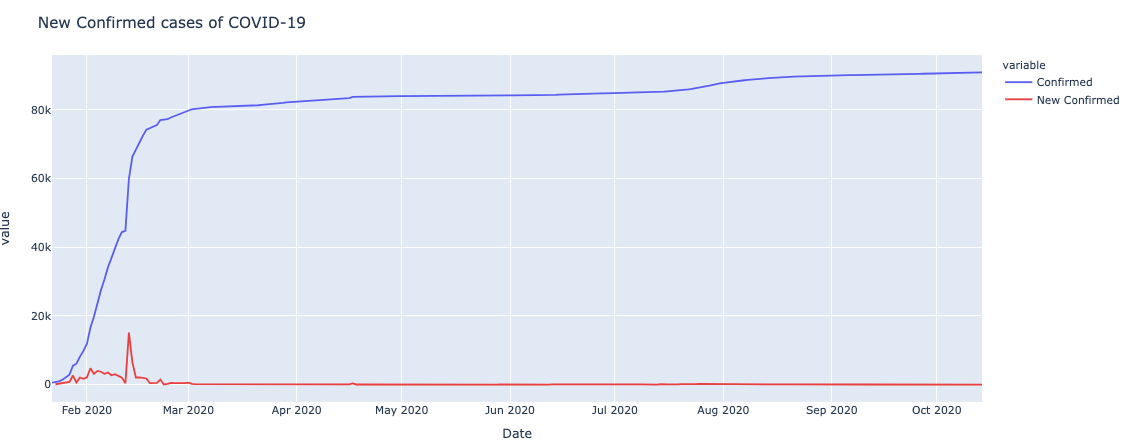 New Confirmed cases of COVID-19
variable
Confirmed
New Confirmed
80k
60k
40k
20k
0
value
Feb 2020
Mar 2020
Apr 2020
May 2020
Jun 2020
Jul 2020
Aug 2020
Sep 2020
Oct 2020
Date